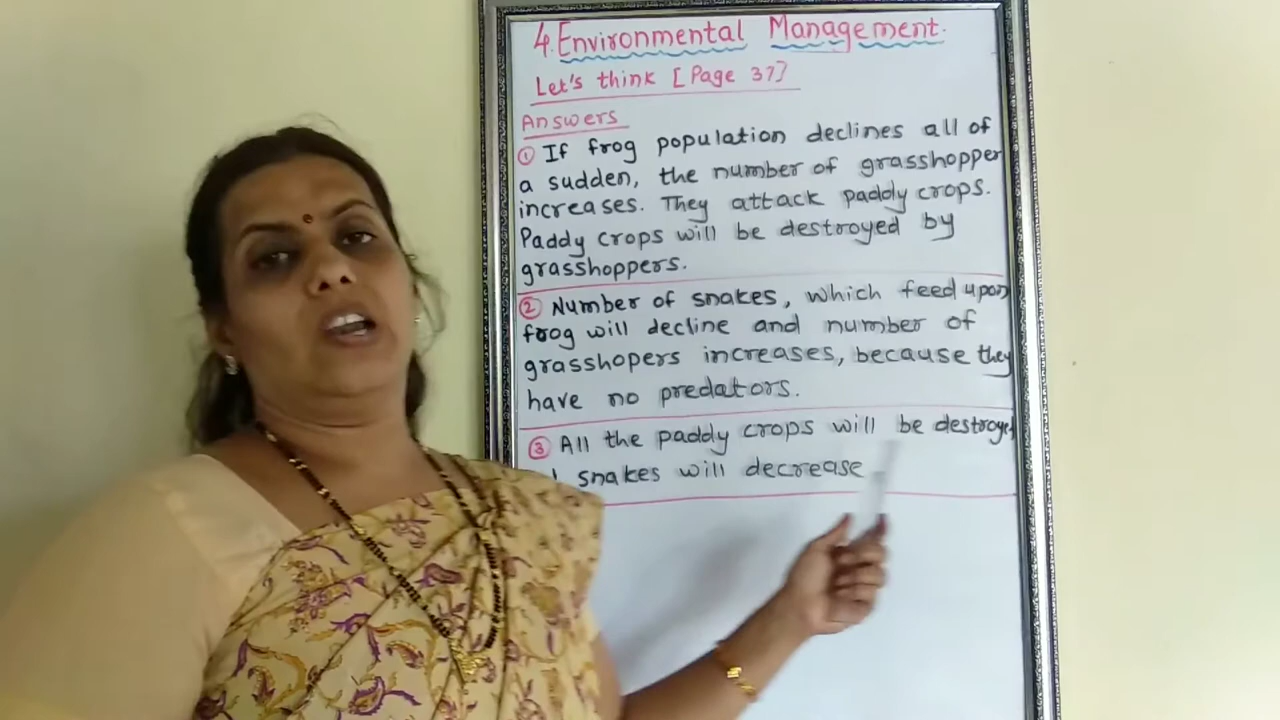 4. Environmental Management.
Let's think [Page 37]
Answers
① If frog population declines all of
a sudden, the number of grasshopper
increases. They attack paddy crops.
Paddy crops will be destroyed by
grasshoppers.
② Number of snakes, which feed upon
frog will decline and number of
grasshopers increases, because they
have no predators.
③ All the paddy crops will be destroyed
snakes will decrease